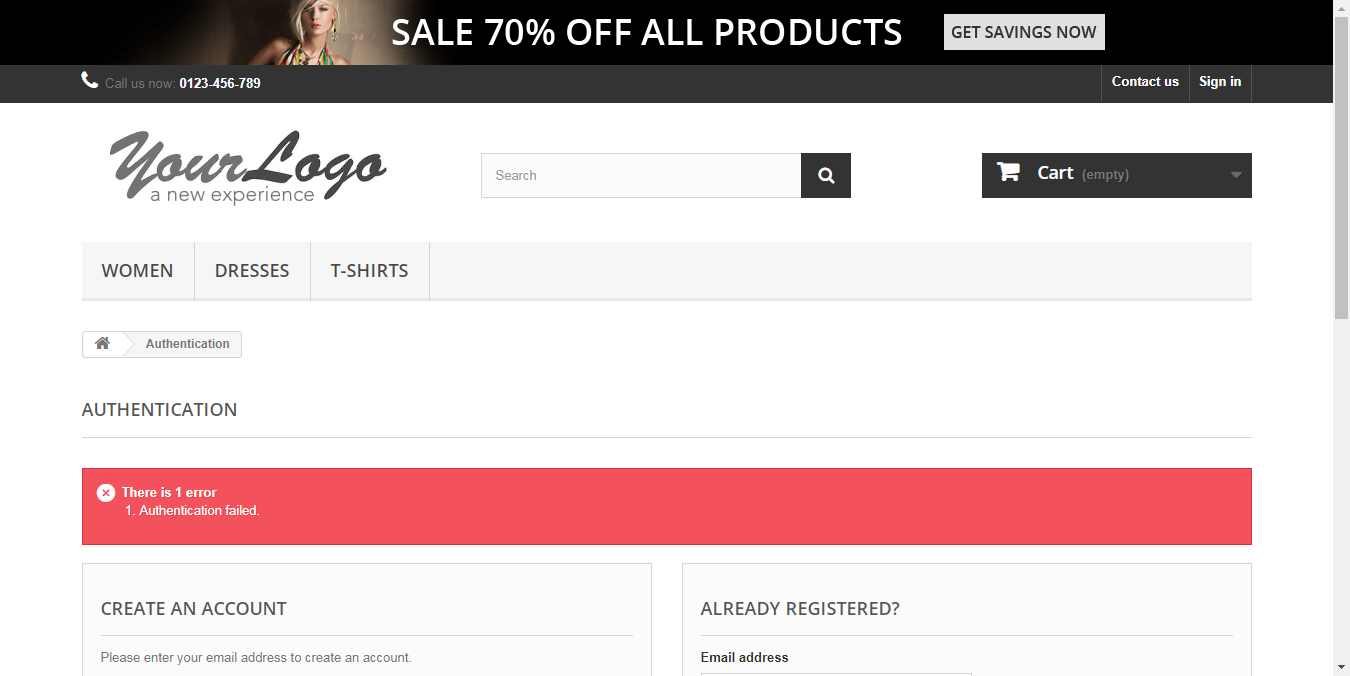 SALE 70% OFF ALL PRODUCTS GET SAVINGS NOW
Call us now: 0123-456-789 Contact us Sign in
YourLogo
a new experience
Search
Cart (empty)
WOMEN DRESSES T-SHIRTS
Authentication
AUTHENTICATION
There is 1 error
1. Authentication failed.
CREATE AN ACCOUNT
Please enter your email address to create an account.
ALREADY REGISTERED?
Email address